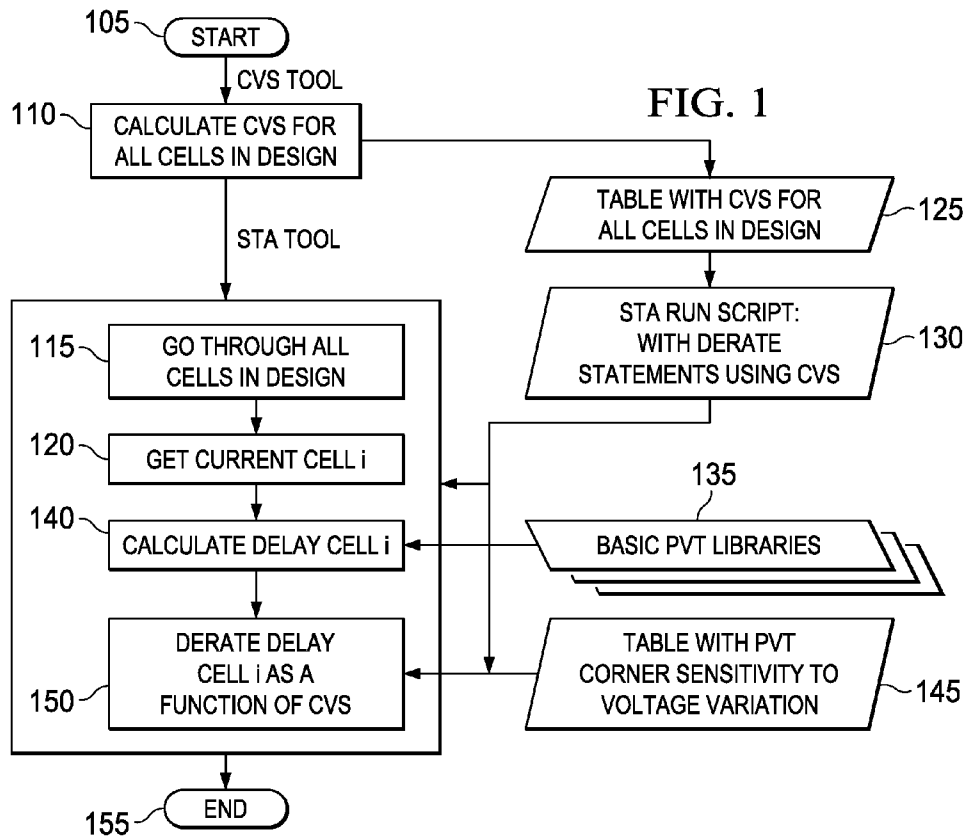 105
START
CVS TOOL
FIG. 1
110
CALCULATE CVS FOR
ALL CELLS IN DESIGN
TABLE WITH CVS FOR
ALL CELLS IN DESIGN
125
STA TOOL
STA RUN SCRIPT:
WITH DERATE
STATEMENTS USING CVS
130
115
GO THROUGH ALL
CELLS IN DESIGN
120
GET CURRENT CELL i
135
140
CALCULATE DELAY CELL i
BASIC PVT LIBRARIES
150
DERATE DELAY
CELL i AS A
FUNCTION OF CVS
TABLE WITH PVT
CORNER SENSITIVITY TO
VOLTAGE VARIATION
145
155
END